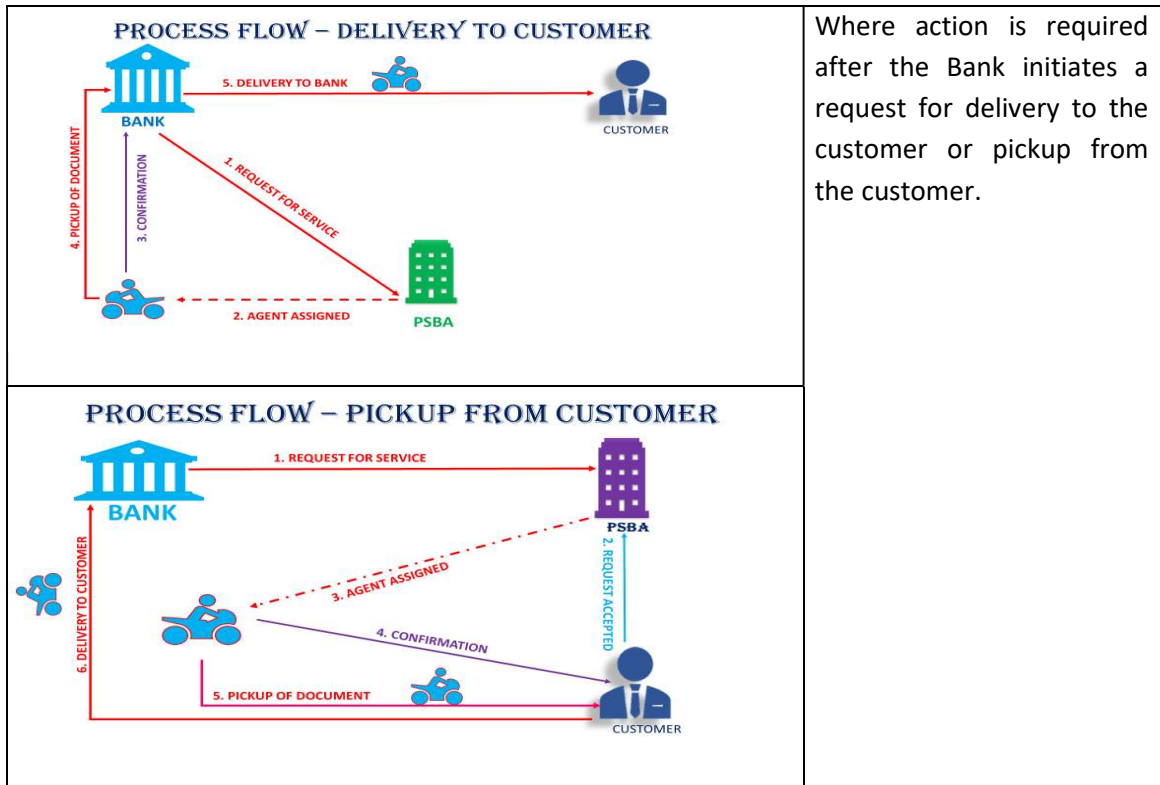 PROCESS FLOW – DELIVERY TO CUSTOMER
5. DELIVERY TO BANK
BANK
CUSTOMER
4. PICKUP OF DOCUMENT
3. CONFIRMATION
1. REQUEST FOR SERVICE
2. AGENT ASSIGNED
PSBA
Where action is required
after the Bank initiates a
request for delivery to the
customer or pickup from
the customer.
PROCESS FLOW – PICKUP FROM CUSTOMER
1. REQUEST FOR SERVICE
BANK
PSBA
6. DELIVERY TO CUSTOMER
3. AGENT ASSIGNED
2. REQUEST ACCEPTED
4. CONFIRMATION
5. PICKUP OF DOCUMENT
CUSTOMER